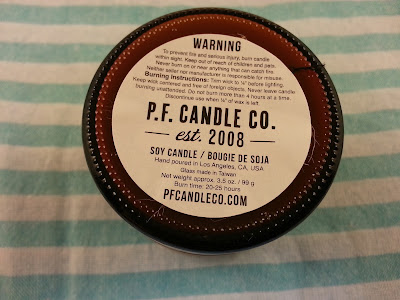 WARNING
To prevent fire and serious injury, burn candle
within sight. Keep out of reach of children and pets.
Never burn on or near anything that can catch fire.
Neither seller nor manufacturer is responsible for misuse.
Burning Instructions: Trim wick to ¼" before lighting.
Keep wick centered and free of foreign objects. Never leave candle
burning unattended. Do not burn more than 4 hours at a time.
Discontinue use when ½" of wax is left.
P.F. CANDLE CO.
est. 2008
SOY CANDLE / BOUGIE DE SOJA
Hand poured in Los Angeles, CA, USA
Glass made in Taiwan
Net weight approx. 3.5 oz. / 99 g
Burn time: 20-25 hours
PFCANDLECO.COM